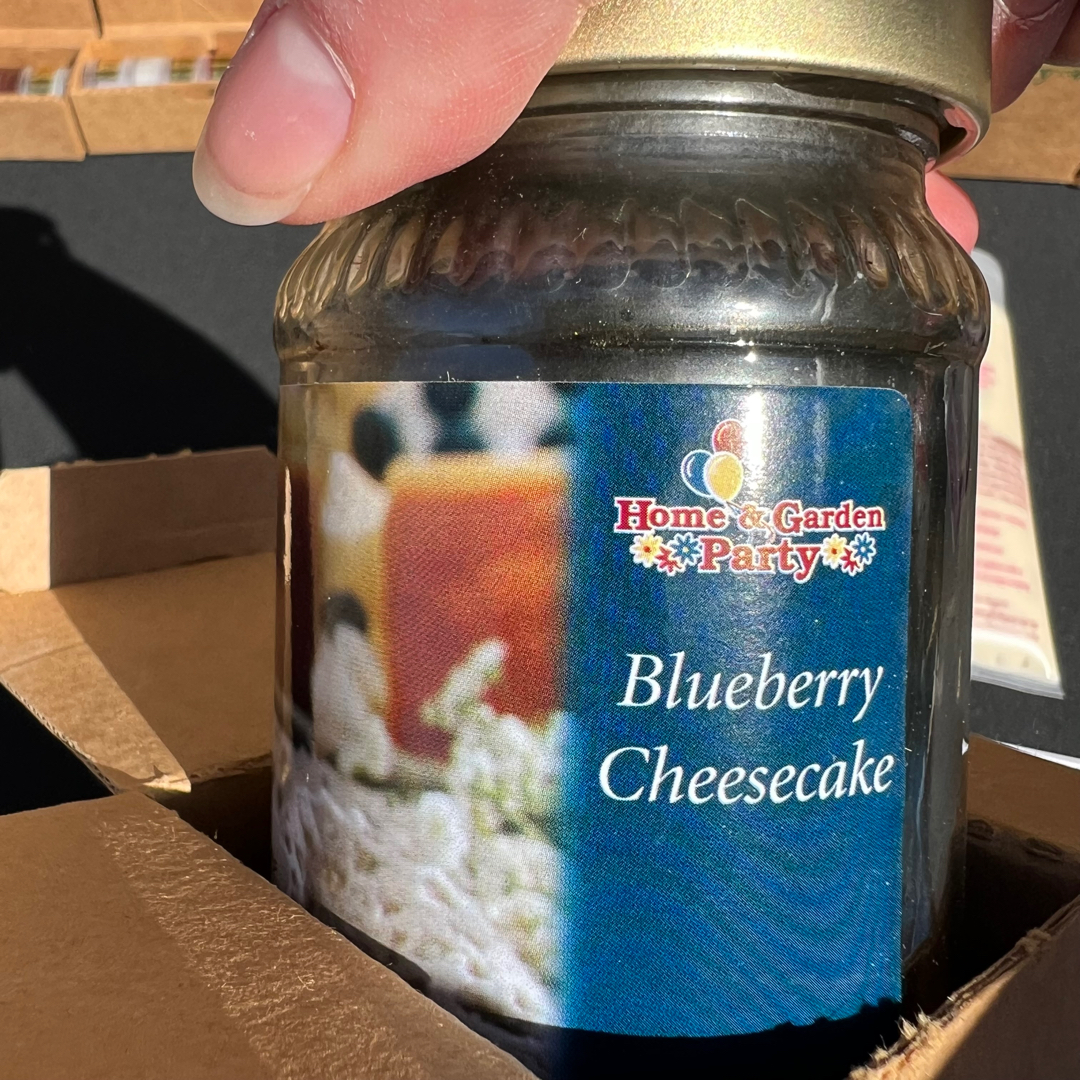 Home & Garden
Party
Blueberry
Cheesecake